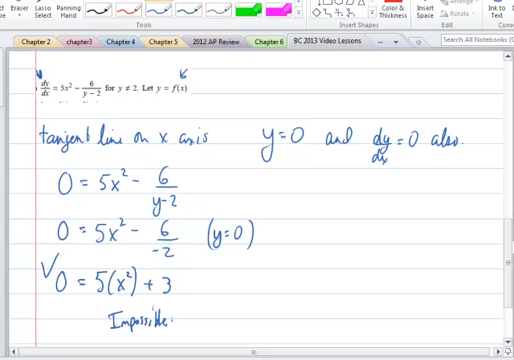 Eraser
Panning Hand
Color & Thickness
Insert Space
Ink to Text
Tools
Insert Shapes
Chapter 2
chapter3
Chapter 4
Chapter 5
2012 AP Review
Chapter 6
BC 2013 Video Lessons
Search All Notebooks (
dy/dx = 5x² − 6/(y − 2) for y ≠ 2. Let y = f(x)
tangent line on x axis y = 0 and dy/dx = 0 also.
0 = 5x² − 6/(y-2)
0 = 5x² − 6/(-2) (y = 0)
√ 0 = 5(x²) + 3
Impossible.